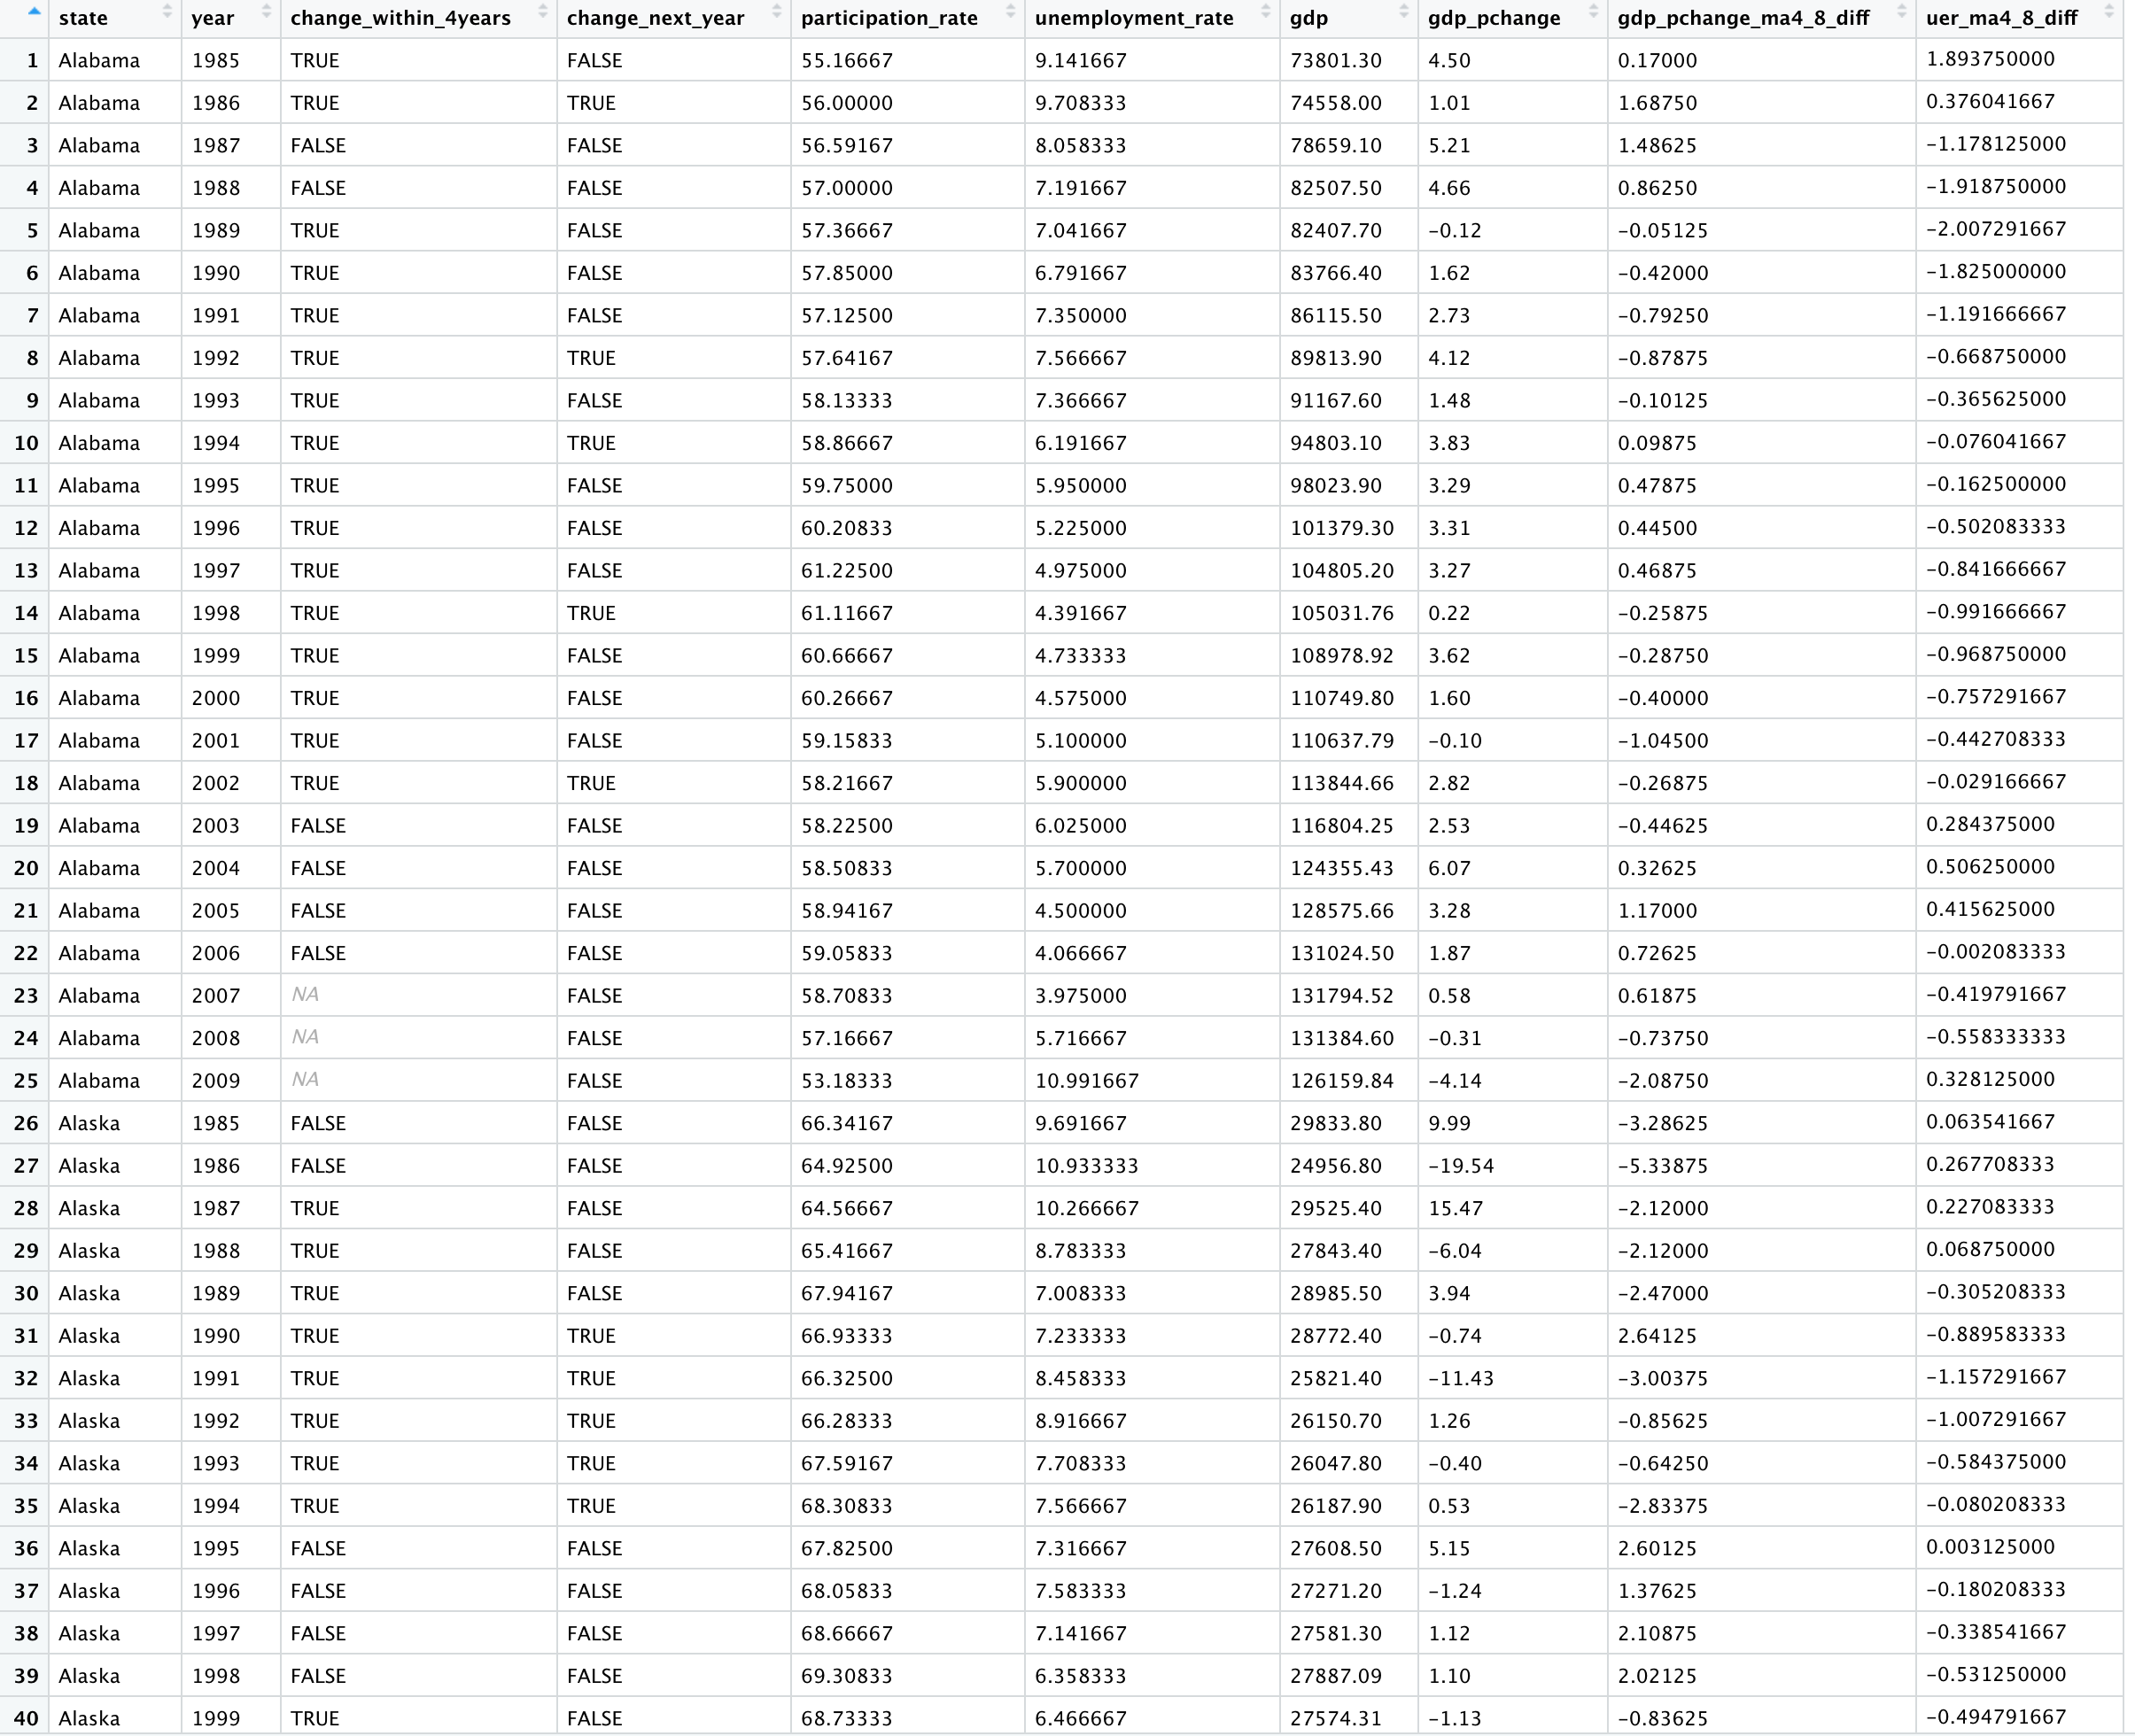 state year change_within_4years change_next_year participation_rate unemployment_rate gdp gdp_pchange gdp_pchange_ma4_8_diff uer_ma4_8_diff
1 Alabama 1985 TRUE FALSE 55.16667 9.141667 73801.30 4.50 0.17000 1.893750000
2 Alabama 1986 TRUE TRUE 56.00000 9.708333 74558.00 1.01 1.68750 0.376041667
3 Alabama 1987 FALSE FALSE 56.59167 8.058333 78659.10 5.21 1.48625 −1.178125000
4 Alabama 1988 FALSE FALSE 57.00000 7.191667 82507.50 4.66 0.86250 −1.918750000
5 Alabama 1989 TRUE FALSE 57.36667 7.041667 82407.70 −0.12 −0.05125 −2.007291667
6 Alabama 1990 TRUE FALSE 57.85000 6.791667 83766.40 1.62 −0.42000 −1.825000000
7 Alabama 1991 TRUE FALSE 57.12500 7.350000 86115.50 2.73 −0.79250 −1.191666667
8 Alabama 1992 TRUE TRUE 57.64167 7.566667 89813.90 4.12 −0.87875 −0.668750000
9 Alabama 1993 TRUE FALSE 58.13333 7.366667 91167.60 1.48 −0.10125 −0.365625000
10 Alabama 1994 TRUE TRUE 58.86667 6.191667 94803.10 3.83 0.09875 −0.076041667
11 Alabama 1995 TRUE FALSE 59.75000 5.950000 98023.90 3.29 0.47875 −0.162500000
12 Alabama 1996 TRUE FALSE 60.20833 5.225000 101379.30 3.31 0.44500 −0.502083333
13 Alabama 1997 TRUE FALSE 61.22500 4.975000 104805.20 3.27 0.46875 −0.841666667
14 Alabama 1998 TRUE TRUE 61.11667 4.391667 105031.76 0.22 −0.25875 −0.991666667
15 Alabama 1999 TRUE FALSE 60.66667 4.733333 108978.92 3.62 −0.28750 −0.968750000
16 Alabama 2000 TRUE FALSE 60.26667 4.575000 110749.80 1.60 −0.40000 −0.757291667
17 Alabama 2001 TRUE FALSE 59.15833 5.100000 110637.79 −0.10 −1.04500 −0.442708333
18 Alabama 2002 TRUE TRUE 58.21667 5.900000 113844.66 2.82 −0.26875 −0.029166667
19 Alabama 2003 FALSE FALSE 58.22500 6.025000 116804.25 2.53 −0.44625 0.284375000
20 Alabama 2004 FALSE FALSE 58.50833 5.700000 124355.43 6.07 0.32625 0.506250000
21 Alabama 2005 FALSE FALSE 58.94167 4.500000 128575.66 3.28 1.17000 0.415625000
22 Alabama 2006 FALSE FALSE 59.05833 4.066667 131024.50 1.87 0.72625 −0.002083333
23 Alabama 2007 NA FALSE 58.70833 3.975000 131794.52 0.58 0.61875 −0.419791667
24 Alabama 2008 NA FALSE 57.16667 5.716667 131384.60 −0.31 −0.73750 −0.558333333
25 Alabama 2009 NA FALSE 53.18333 10.991667 126159.84 −4.14 −2.08750 0.328125000
26 Alaska 1985 FALSE FALSE 66.34167 9.691667 29833.80 9.99 −3.28625 0.063541667
27 Alaska 1986 FALSE FALSE 64.92500 10.933333 24956.80 −19.54 −5.33875 0.267708333
28 Alaska 1987 TRUE FALSE 64.56667 10.266667 29525.40 15.47 −2.12000 0.227083333
29 Alaska 1988 TRUE FALSE 65.41667 8.783333 27843.40 −6.04 −2.12000 0.068750000
30 Alaska 1989 TRUE FALSE 67.94167 7.008333 28985.50 3.94 −2.47000 −0.305208333
31 Alaska 1990 TRUE TRUE 66.93333 7.233333 28772.40 −0.74 2.64125 −0.889583333
32 Alaska 1991 TRUE TRUE 66.32500 8.458333 25821.40 −11.43 −3.00375 −1.157291667
33 Alaska 1992 TRUE TRUE 66.28333 8.916667 26150.70 1.26 −0.85625 −1.007291667
34 Alaska 1993 TRUE TRUE 67.59167 7.708333 26047.80 −0.40 −0.64250 −0.584375000
35 Alaska 1994 TRUE TRUE 68.30833 7.566667 26187.90 0.53 −2.83375 −0.080208333
36 Alaska 1995 FALSE FALSE 67.82500 7.316667 27608.50 5.15 2.60125 0.003125000
37 Alaska 1996 FALSE FALSE 68.05833 7.583333 27271.20 −1.24 1.37625 −0.180208333
38 Alaska 1997 FALSE FALSE 68.66667 7.141667 27581.30 1.12 2.10875 −0.338541667
39 Alaska 1998 FALSE FALSE 69.30833 6.358333 27887.09 1.10 2.02125 −0.531250000
40 Alaska 1999 TRUE FALSE 68.73333 6.466667 27574.31 −1.13 −0.83625 −0.494791667